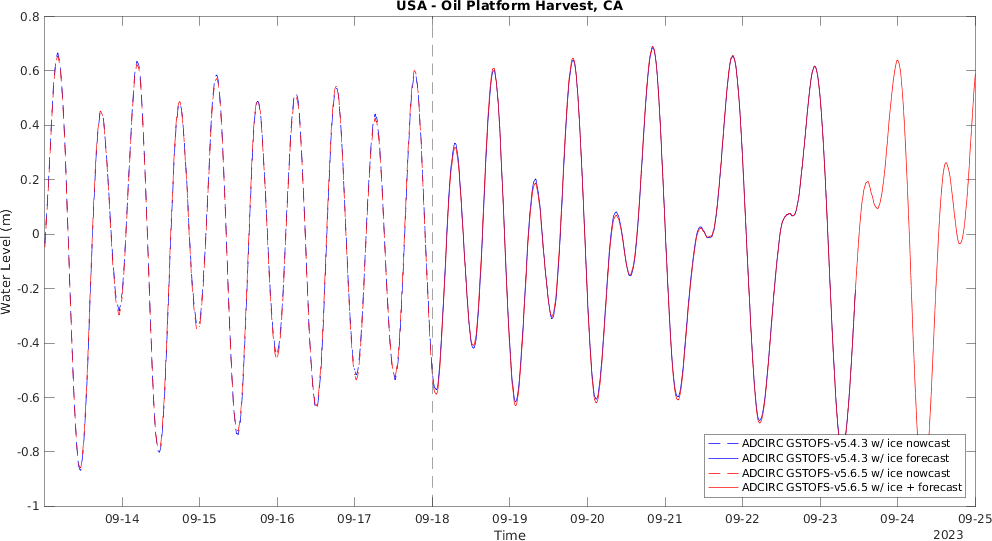 USA - Oil Platform Harvest, CA
0.8
0.6
0.4
0.2
0
-0.2
-0.4
-0.6
-0.8
-1
Water Level (m)
ADCIRC GSTOFS-v5.4.3 w/ ice nowcast
ADCIRC GSTOFS-v5.4.3 w/ ice forecast
ADCIRC GSTOFS-v5.6.5 w/ ice nowcast
ADCIRC GSTOFS-v5.6.5 w/ ice + forecast
09-14 09-15 09-16 09-17 09-18 09-19 09-20 09-21 09-22 09-23 09-24 09-25
Time
2023